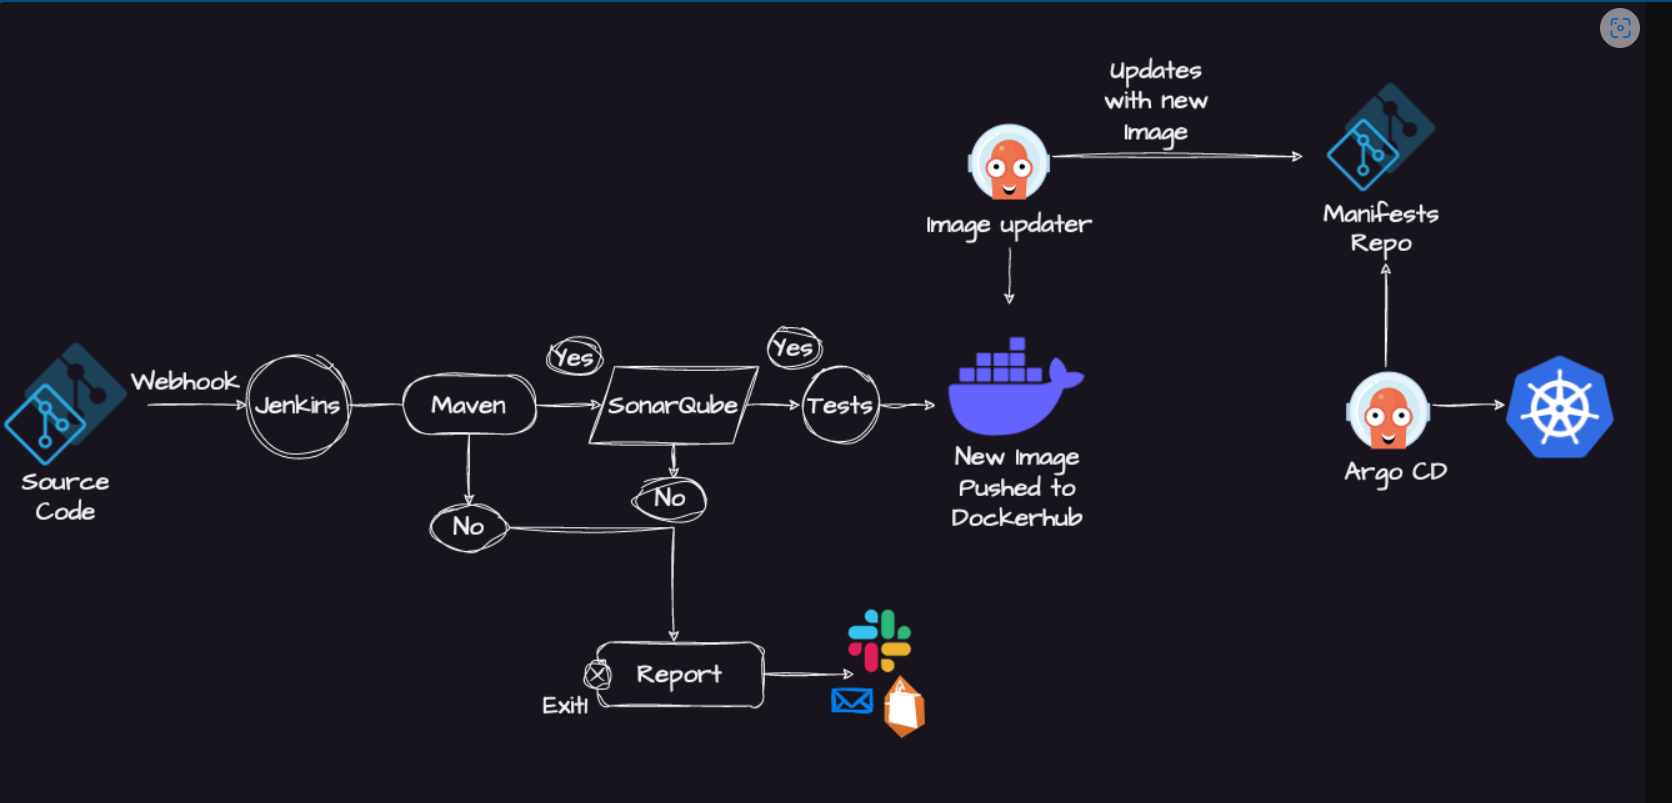 Updates
with new
Image
Image updater
Manifests
Repo
Webhook
Jenkins
Maven
Yes
SonarQube
Yes
Tests
Source
Code
No
No
New Image
Pushed to
Dockerhub
Argo CD
Report
Exit!